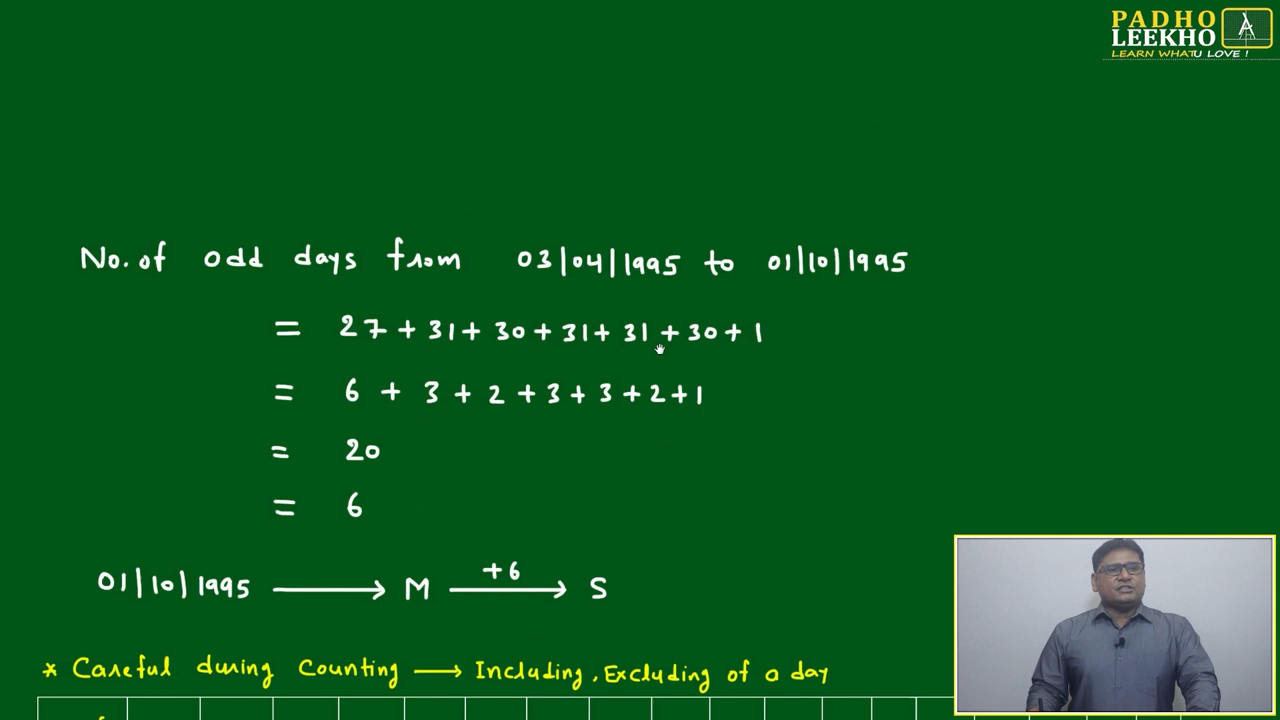 PADHO
LEEKHO
LEARN WHAT U LOVE !
No. of odd days from 03/04/1995 to 01/10/1995
= 27 + 31 + 30 + 31 + 31 + 30 + 1
= 6 + 3 + 2 + 3 + 3 + 2 + 1
= 20
= 6
01/10/1995 → M +6 → S
* Careful during Counting → Including, Excluding of a day